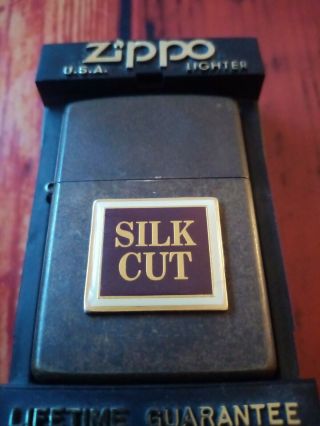 Zippo
U.S.A. LIGHTER
SILK
CUT
LIFETIME GUARANTEE